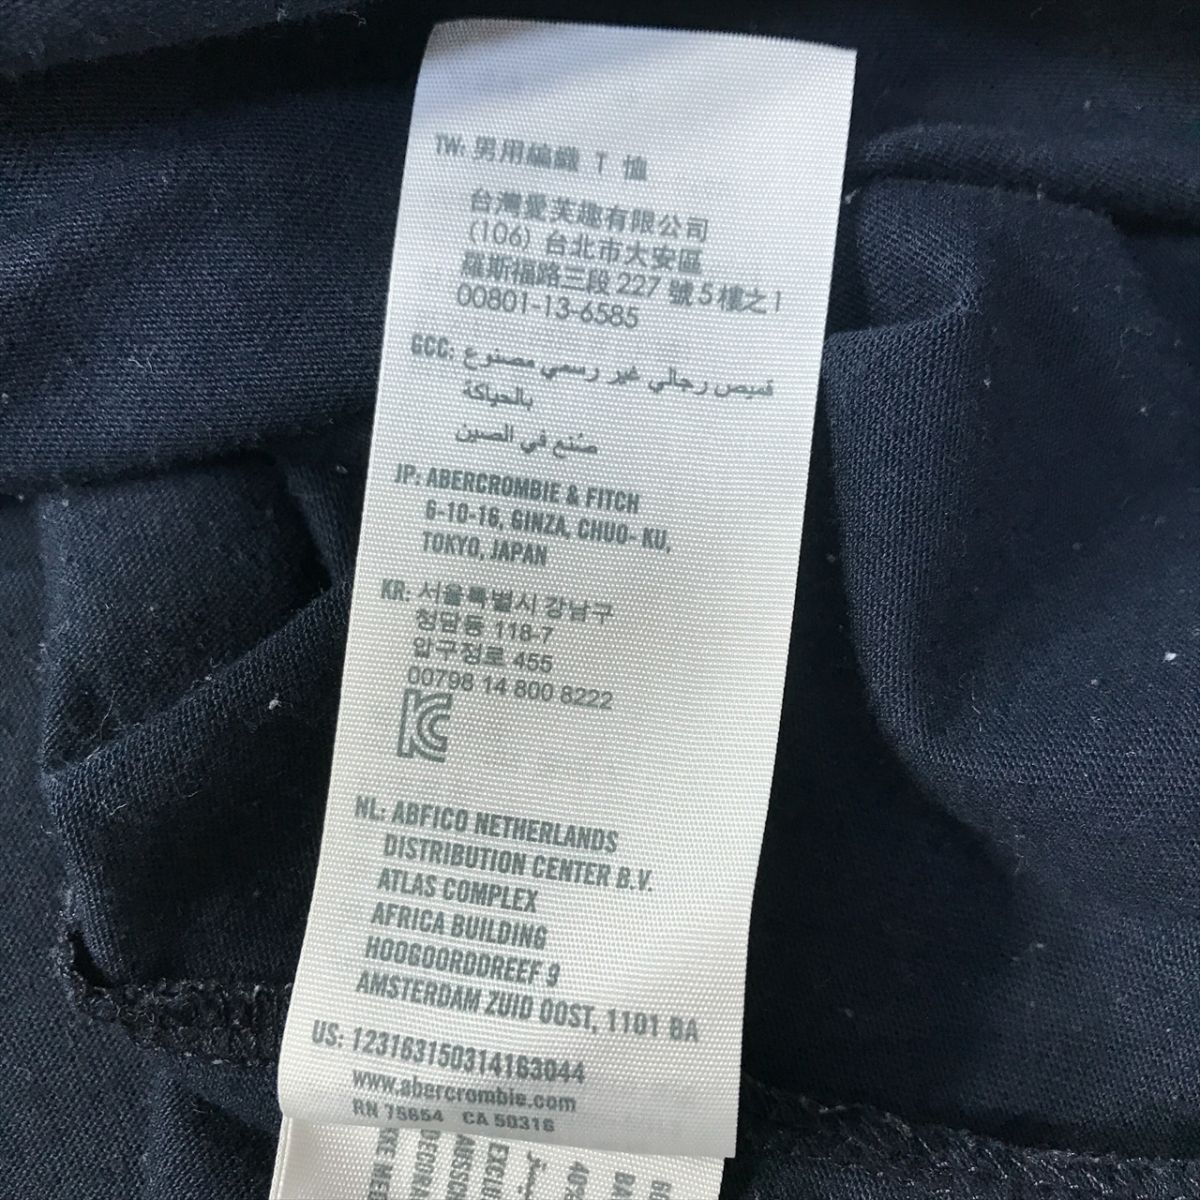 TW: 男用編織 T 恤
台灣愛芙趣有限公司
(106) 台北市大安區
羅斯福路三段 227 號 5 樓之 1
00801-13-6585
GCC: قميص رجالي غير رسمي مصنوع
بالحياكة
صُنع في الصين
JP: ABERCROMBIE & FITCH
6-10-16, GINZA, CHUO- KU,
TOKYO, JAPAN
KR: 서울특별시 강남구
청담동 118-7
압구정로 455
00798 14 800 8222
NL: ABFICO NETHERLANDS
DISTRIBUTION CENTER B.V.
ATLAS COMPLEX
AFRICA BUILDING
HOOGOORDDREEF 9
AMSTERDAM ZUID OOST, 1101 BA
US: 123163150314163044
www.abercrombie.com
RN 75654 CA 50316